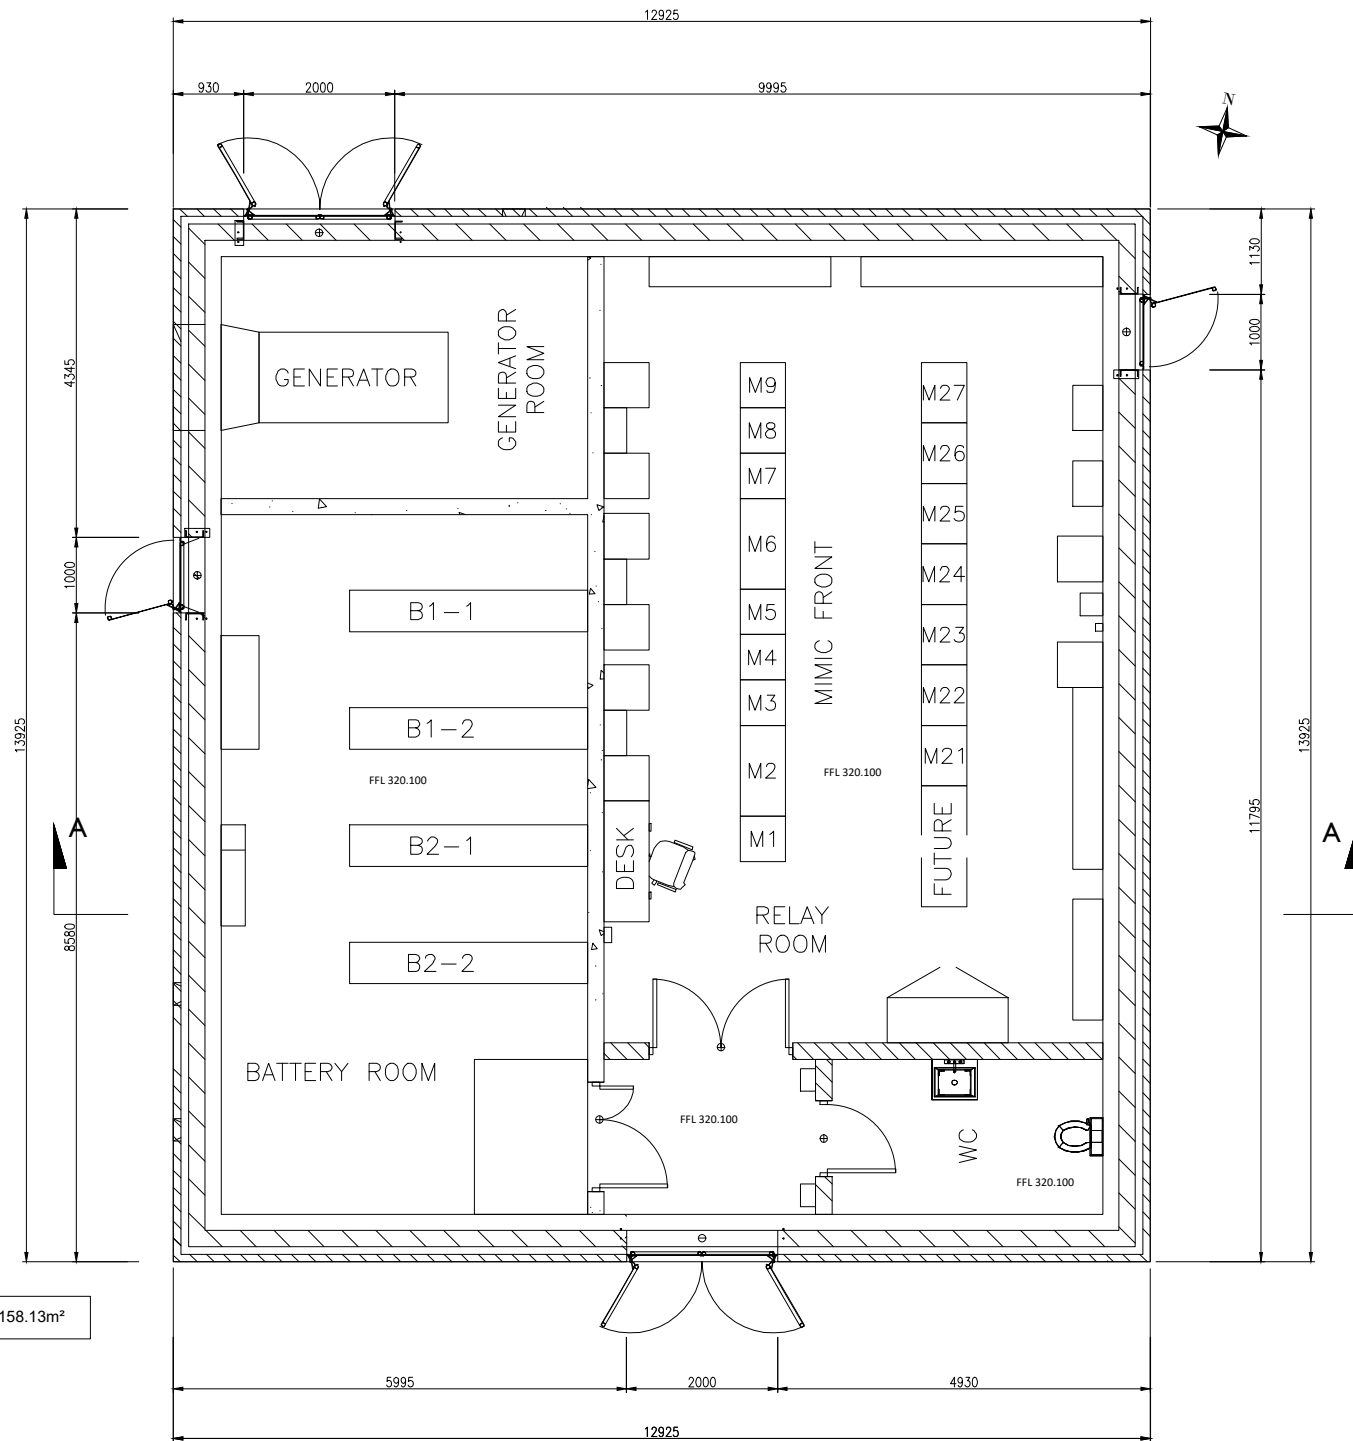 12925
930
2000
9995
N
4345
1000
8580
13925
1130
1000
11795
13925
GENERATOR
GENERATOR
ROOM
M9
M8
M7
M6
M5
M4
M3
M2
M1
MIMIC FRONT
M27
M26
M25
M24
M23
M22
M21
FUTURE
B1-1
B1-2
FFL 320.100
B2-1
B2-2
BATTERY ROOM
FFL 320.100
DESK
RELAY
ROOM
FFL 320.100
WC
FFL 320.100
A
A
158.13m²
5995
2000
4930
12925